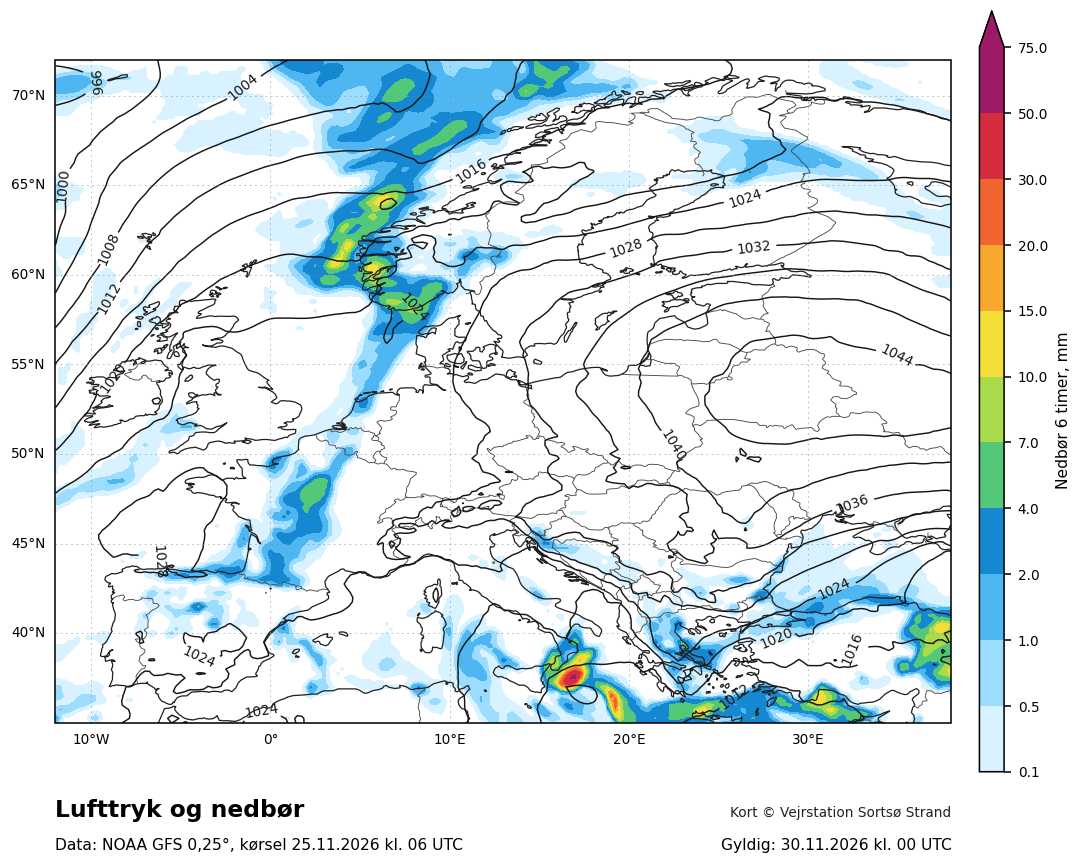 75.0
50.0
30.0
20.0
15.0
10.0
7.0
4.0
2.0
1.0
0.5
0.1
Nedbør 6 timer, mm
70°N
65°N
60°N
55°N
50°N
45°N
40°N
10°W
0°
10°E
20°E
30°E
996
1004
1000
1008
1012
1016
1020
1024
1024
1028
1032
1044
1040
1036
1028
1024
1024
1024
1020
1016
1012
Lufttryk og nedbør
Kort © Vejrstation Sortsø Strand
Data: NOAA GFS 0,25°, kørsel 25.11.2026 kl. 06 UTC
Gyldig: 30.11.2026 kl. 00 UTC